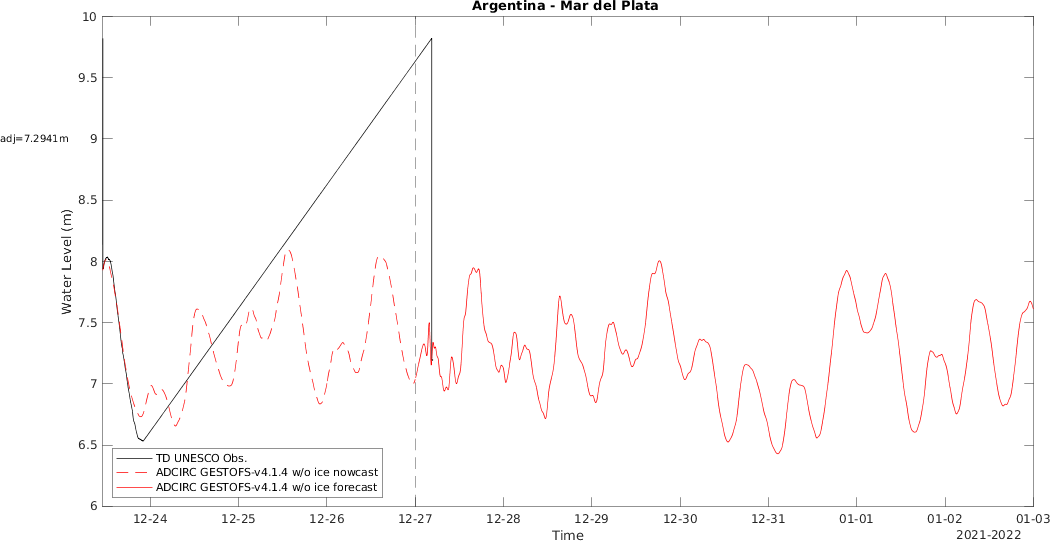 Argentina - Mar del Plata
10
9.5
adj=7.2941m
9
8.5
8
7.5
7
6.5
6
Water Level (m)
TD UNESCO Obs.
ADCIRC GESTOFS-v4.1.4 w/o ice nowcast
ADCIRC GESTOFS-v4.1.4 w/o ice forecast
12-24 12-25 12-26 12-27 12-28 12-29 12-30 12-31 01-01 01-02 01-03
Time
2021-2022